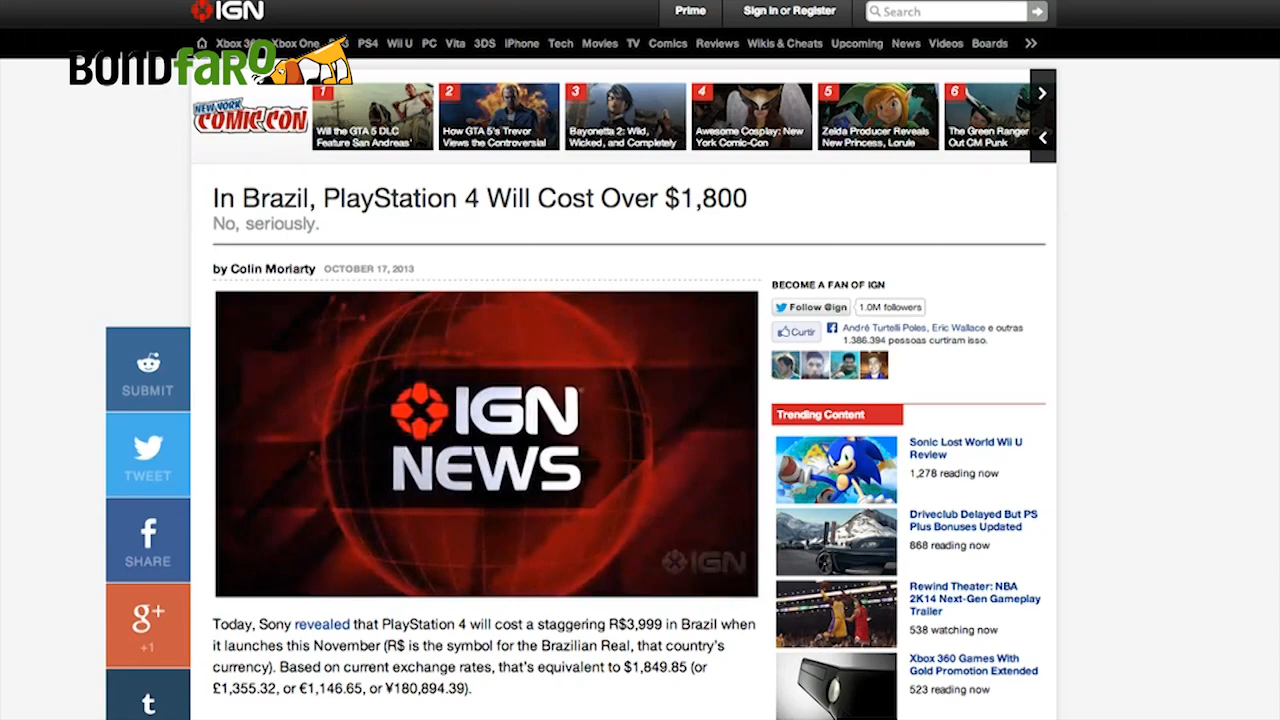 IGN
Prime
Sign In or Register
Search
Xbox One
PS4
Wii U
PC
Vita
3DS
iPhone
Tech
Movies
TV
Comics
Reviews
Wikis & Cheats
Upcoming
News
Videos
Boards
BONDFARO
NEW YORK
COMIC CON
1
Will the GTA 5 DLC
Feature San Andreas'
2
How GTA 5's Trevor
Views the Controversial
3
Bayonetta 2: Wild,
Wicked, and Completely
4
Awesome Cosplay: New
York Comic-Con
5
Zelda Producer Reveals
New Princess, Lorule
6
The Green Ranger
Out CM Punk
In Brazil, PlayStation 4 Will Cost Over $1,800
No, seriously.
by Colin Moriarty OCTOBER 17, 2013
IGN
NEWS
IGN
SUBMIT
TWEET
SHARE
g+
+1
t
Today, Sony revealed that PlayStation 4 will cost a staggering R$3,999 in Brazil when
it launches this November (R$ is the symbol for the Brazilian Real, that country's
currency). Based on current exchange rates, that's equivalent to $1,849.85 (or
£1,355.32, or €1,146.65, or ¥180,894.39).
BECOME A FAN OF IGN
Follow @ign
1.0M followers
Curtir
André Turtelli Poles, Eric Wallace e outras
1.386.394 pessoas curtiram isso.
Trending Content
Sonic Lost World Wii U
Review
1,278 reading now
Driveclub Delayed But PS
Plus Bonuses Updated
868 reading now
Rewind Theater: NBA
2K14 Next-Gen Gameplay
Trailer
538 watching now
Xbox 360 Games With
Gold Promotion Extended
523 reading now